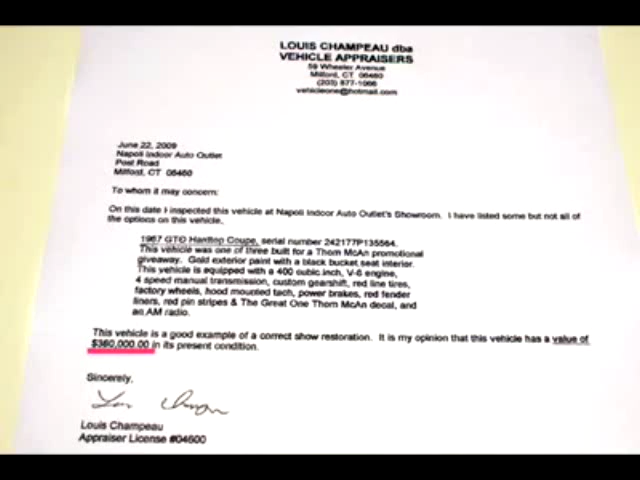 LOUIS CHAMPEAU dba
VEHICLE APPRAISERS
59 Wheeler Avenue
Milford, CT 06460
(203) 877-1066
vehicleone@hotmail.com
June 22, 2009
Napoli Indoor Auto Outlet
Post Road
Milford, CT 06460
To whom it may concern:
On this date I inspected this vehicle at Napoli Indoor Auto Outlet's Showroom. I have listed some but not all of
the options on this vehicle.
1967 GTO Hardtop Coupe, serial number 242177P135564.
This vehicle was one of three built for a Thom McAn promotional
giveaway. Gold exterior paint with a black bucket seat interior.
This vehicle is equipped with a 400 cubic inch, V-8 engine,
4 speed manual transmission, custom gearshift, red line tires,
factory wheels, hood mounted tach, power brakes, red fender
liners, red pin stripes & The Great One Thom McAn decal, and
an AM radio.
This vehicle is a good example of a correct show restoration. It is my opinion that this vehicle has a value of
$360,000.00 in its present condition.
Sincerely,
Louis Champeau
Appraiser License #04600